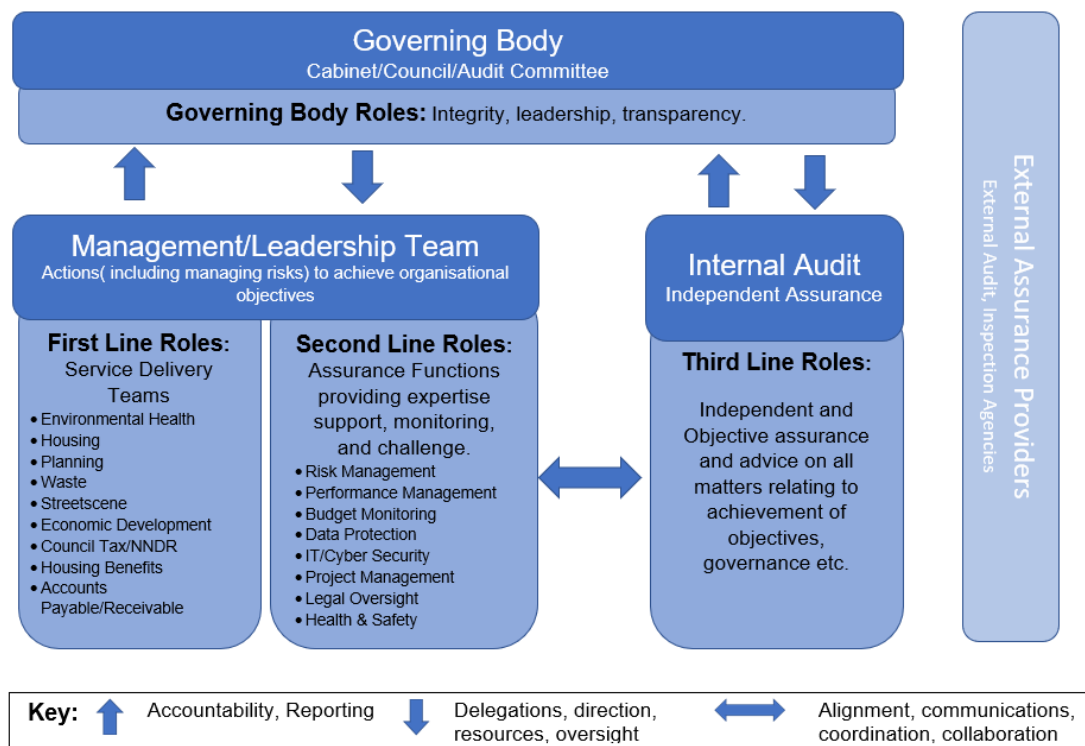 Governing Body
Cabinet/Council/Audit Committee
Governing Body Roles: Integrity, leadership, transparency.
Management/Leadership Team
Actions( including managing risks) to achieve organisational
objectives
First Line Roles:
Service Delivery
Teams
• Environmental Health
• Housing
• Planning
• Waste
• Streetscene
• Economic Development
• Council Tax/NNDR
• Housing Benefits
• Accounts
Payable/Receivable
Second Line Roles:
Assurance Functions
providing expertise
support, monitoring,
and challenge.
• Risk Management
• Performance Management
• Budget Monitoring
• Data Protection
• IT/Cyber Security
• Project Management
• Legal Oversight
• Health & Safety
Internal Audit
Independent Assurance
Third Line Roles:
Independent and
Objective assurance
and advice on all
matters relating to
achievement of
objectives,
governance etc.
External Assurance Providers
External Audit, Inspection Agencies
Key:
Accountability, Reporting
Delegations, direction,
resources, oversight
Alignment, communications,
coordination, collaboration